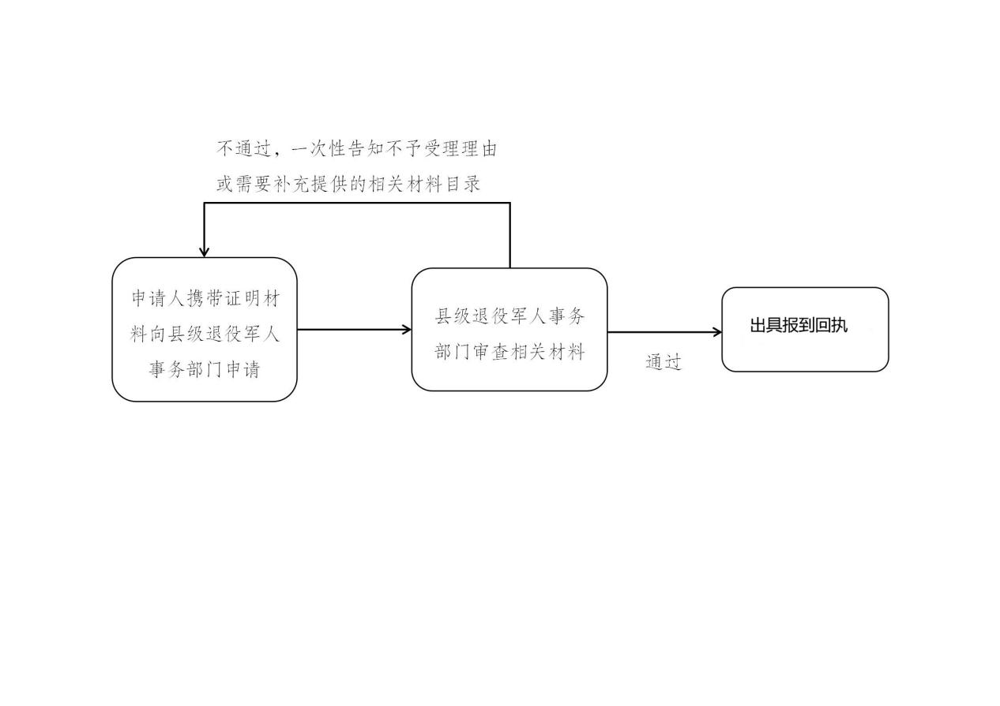 不通过，一次性告知不予受理理由
或需要补充提供的相关材料目录
申请人携带证明材
料向县级退役军人
事务部门申请
县级退役军人事务
部门审查相关材料
通过
出具报到回执